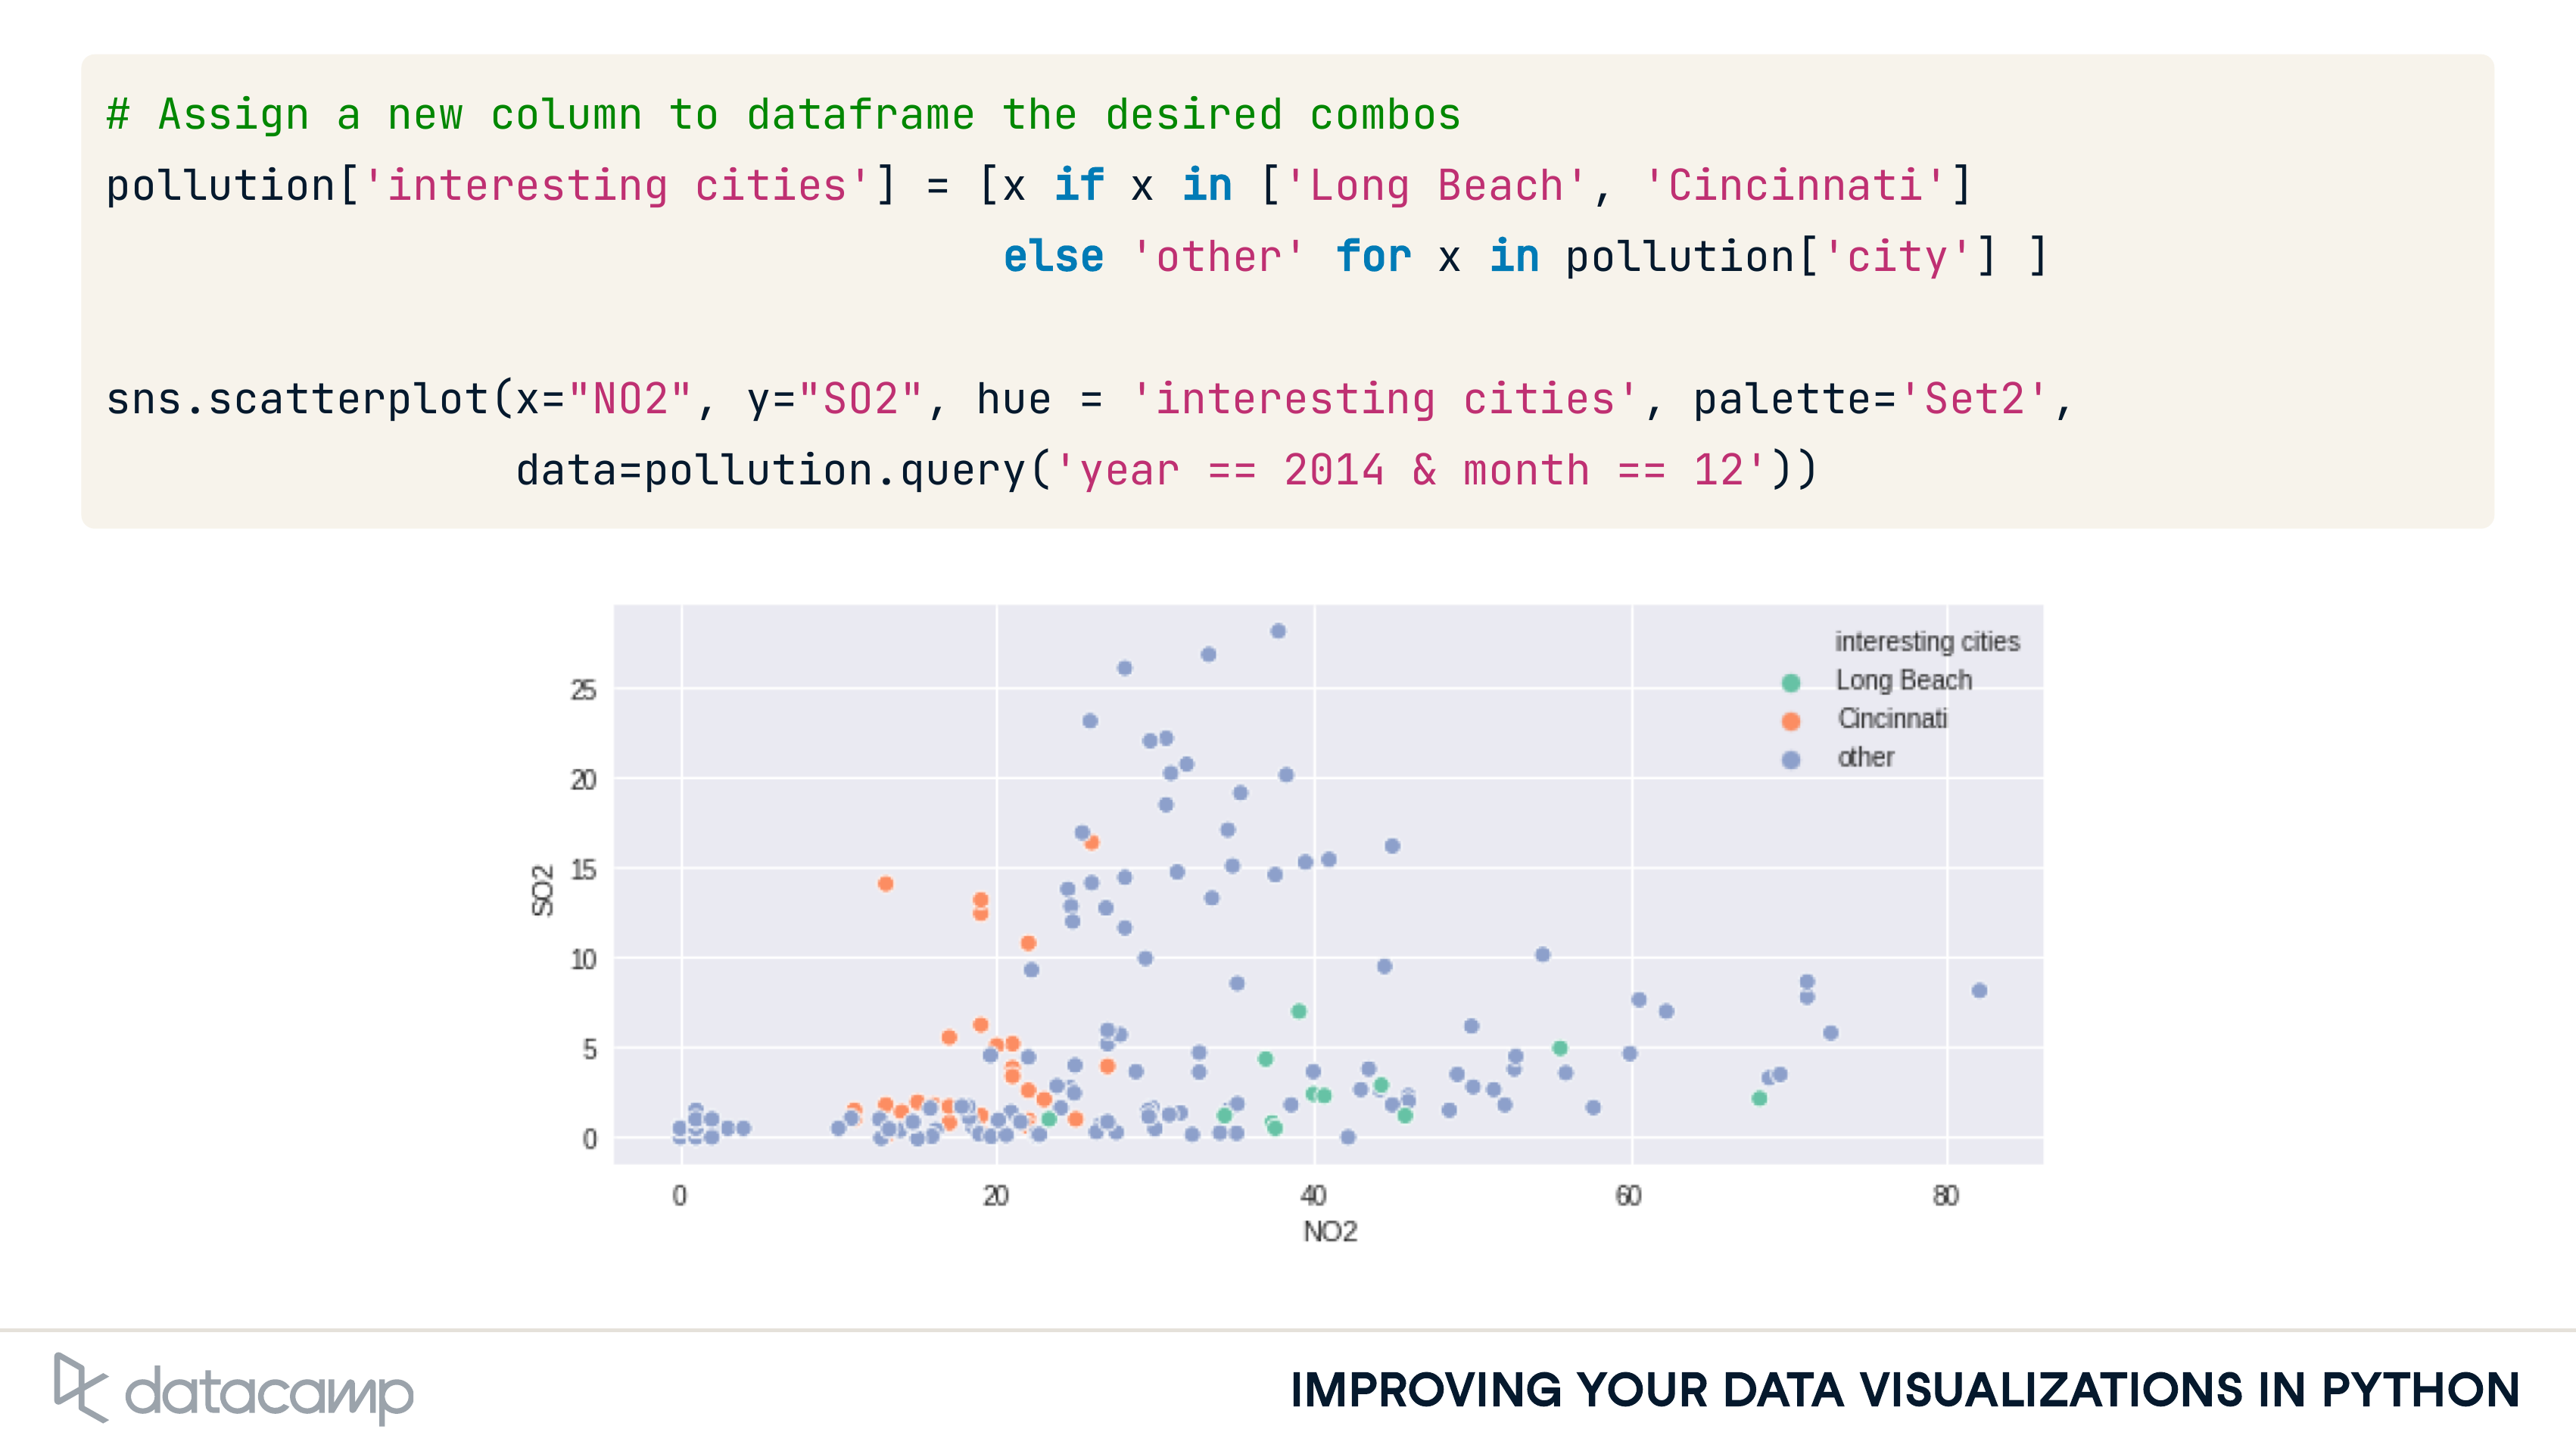 # Assign a new column to dataframe the desired combos
pollution['interesting cities'] = [x if x in ['Long Beach', 'Cincinnati']
else 'other' for x in pollution['city'] ]
sns.scatterplot(x="NO2", y="SO2", hue = 'interesting cities', palette='Set2',
data=pollution.query('year == 2014 & month == 12'))
interesting cities
Long Beach
Cincinnati
other
25
20
15
10
5
0
SO2
0 20 40 60 80
NO2
datacamp
IMPROVING YOUR DATA VISUALIZATIONS IN PYTHON